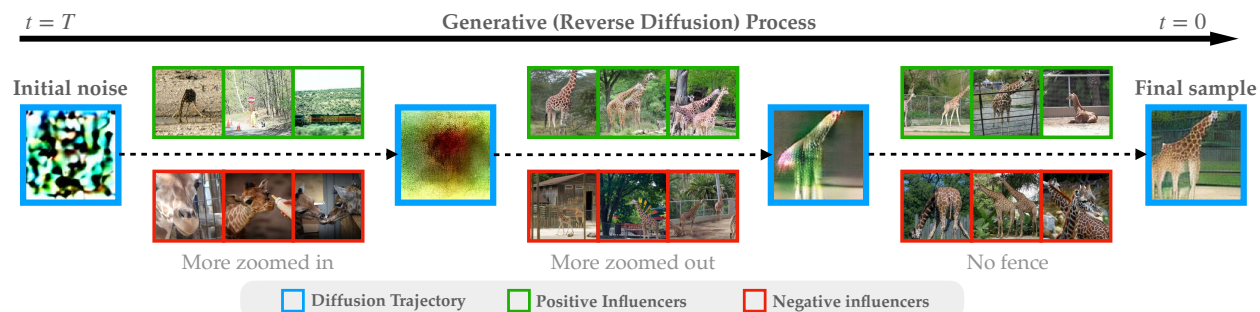 t = T
Generative (Reverse Diffusion) Process
t = 0
Initial noise
Final sample
More zoomed in
More zoomed out
No fence
Diffusion Trajectory
Positive Influencers
Negative influencers